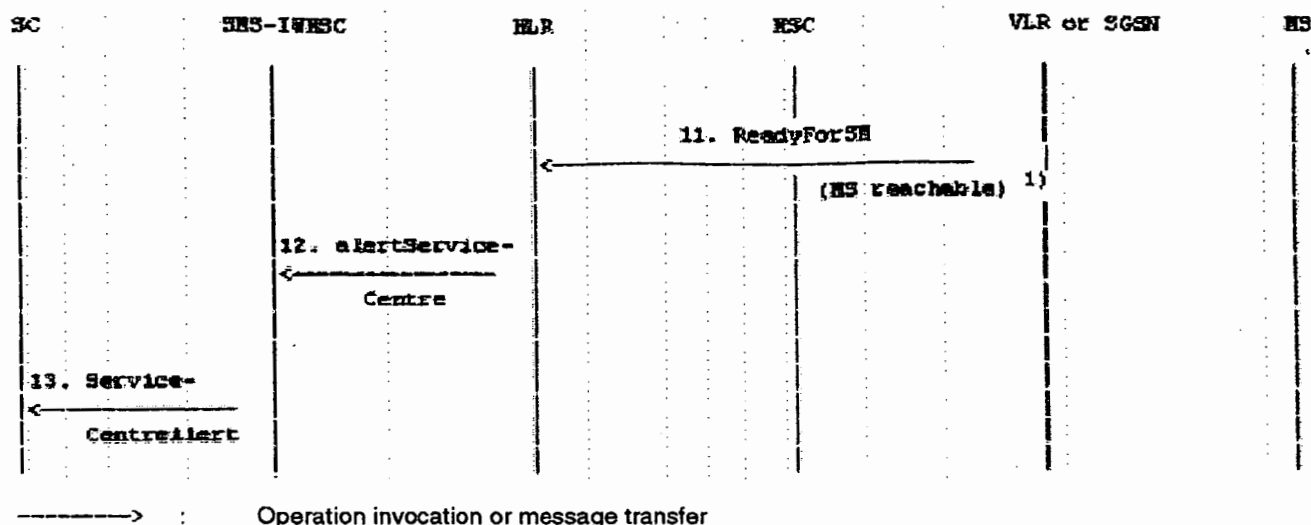 SC SMS-IWMSC HLR MSC VLR or SGSN MS
11. ReadyForSM
(MS reachable) 1)
12. alertService-
Centre
13. Service-
CentreAlert
--------> : Operation invocation or message transfer